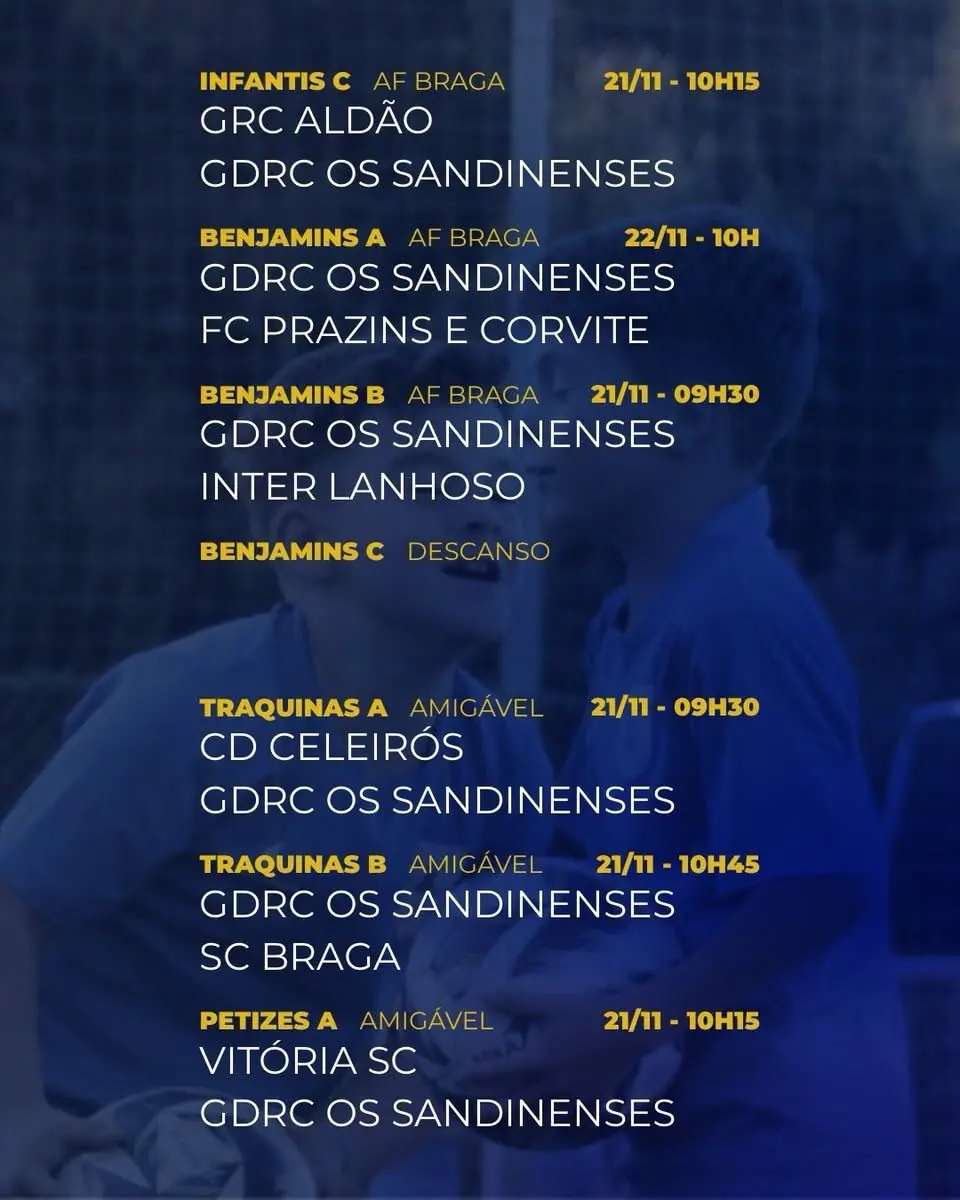 INFANTIS C AF BRAGA 21/11 - 10H15
GRC ALDÃO
GDRC OS SANDINENSES
BENJAMINS A AF BRAGA 22/11 - 10H
GDRC OS SANDINENSES
FC PRAZINS E CORVITE
BENJAMINS B AF BRAGA 21/11 - 09H30
GDRC OS SANDINENSES
INTER LANHOSO
BENJAMINS C DESCANSO
TRAQUINAS A AMIGÁVEL 21/11 - 09H30
CD CELEIRÓS
GDRC OS SANDINENSES
TRAQUINAS B AMIGÁVEL 21/11 - 10H45
GDRC OS SANDINENSES
SC BRAGA
PETIZES A AMIGÁVEL 21/11 - 10H15
VITÓRIA SC
GDRC OS SANDINENSES